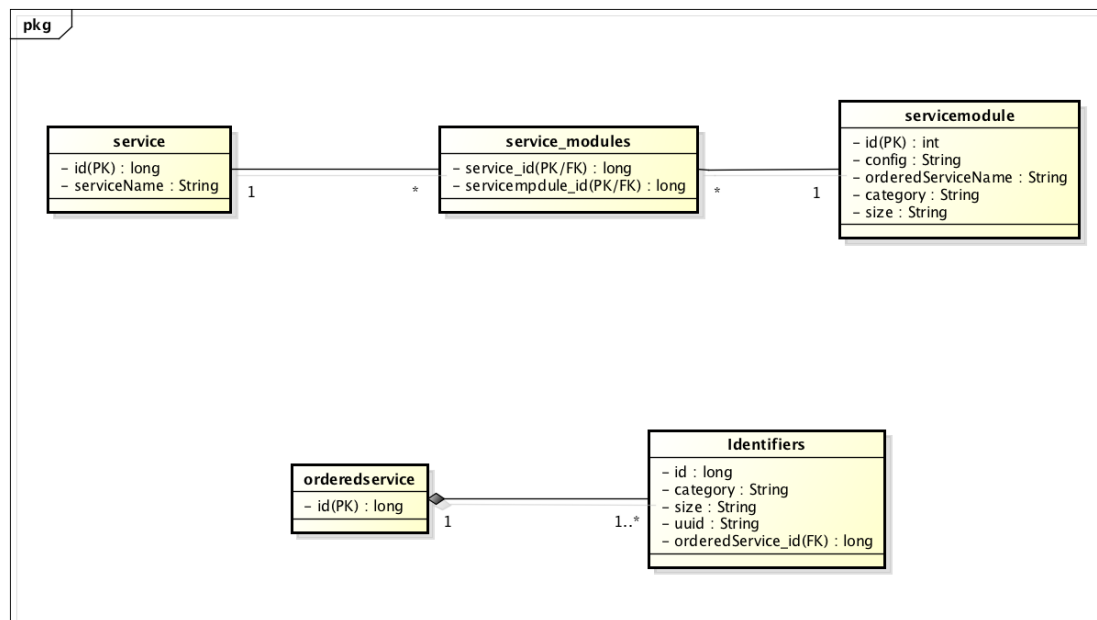 pkg
service
– id(PK) : long
– serviceName : String
1
*
service_modules
– service_id(PK/FK) : long
– servicempdule_id(PK/FK) : long
*
1
servicemodule
– id(PK) : int
– config : String
– orderedServiceName : String
– category : String
– size : String
orderedservice
– id(PK) : long
1
1..*
Identifiers
– id : long
– category : String
– size : String
– uuid : String
– orderedService_id(FK) : long